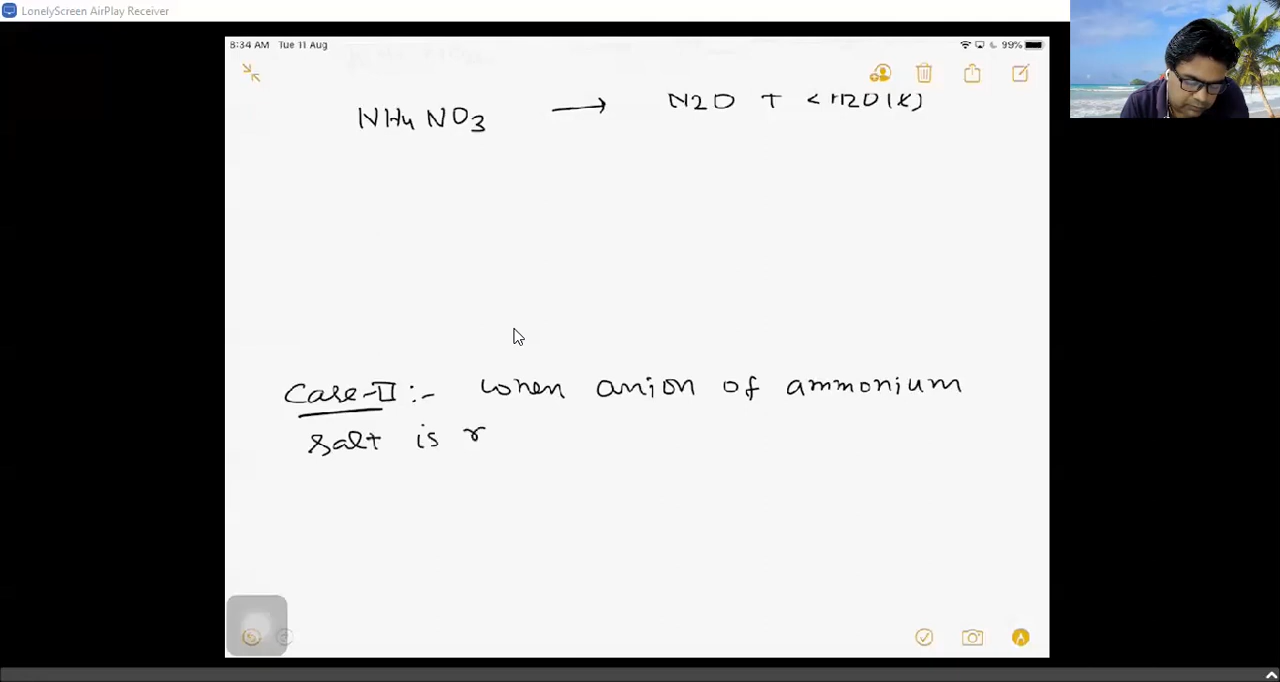 LonelyScreen AirPlay Receiver
8:34 AM Tue 11 Aug
99%
NH4NO3 → N2O + 2H2O(l)
Case-II:- when anion of ammonium
salt is r